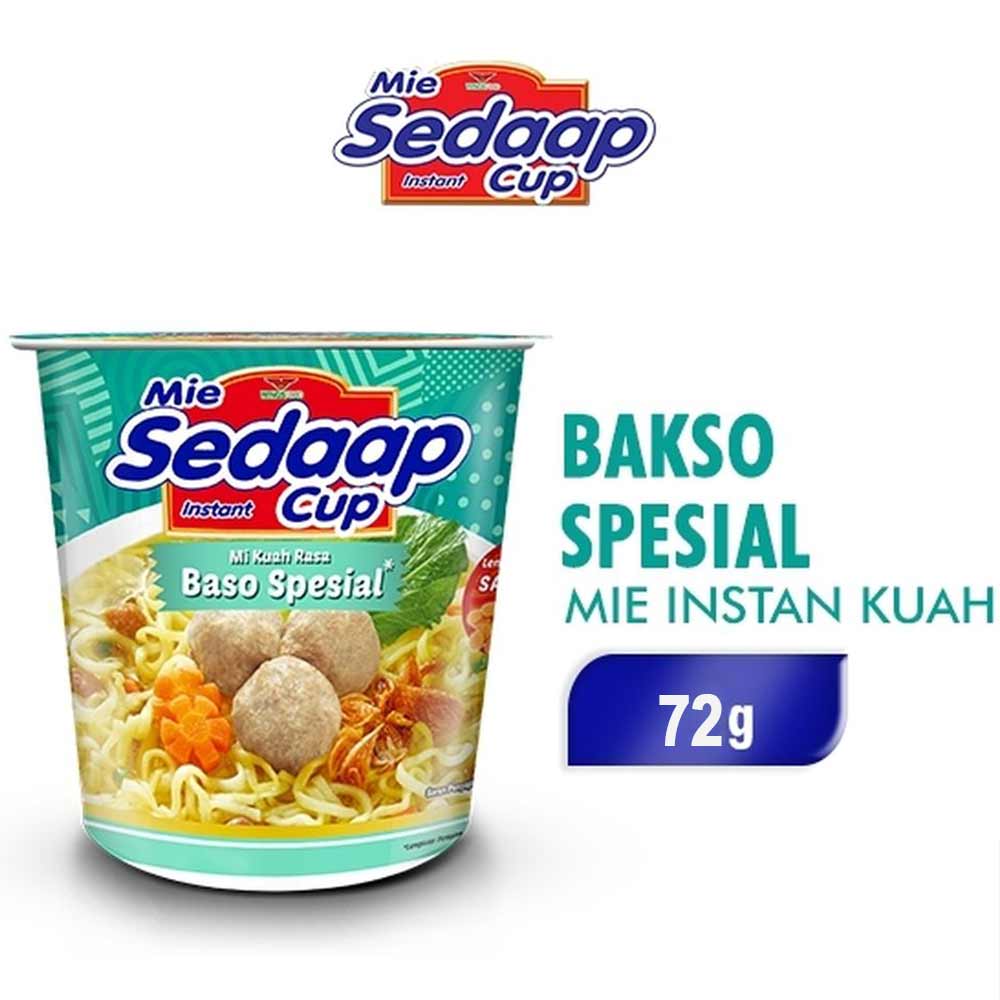 Mie
Sedaap
Instant Cup
Mie
Sedaap
Instant Cup
Mi Kuah Rasa
Baso Spesial*
BAKSO
SPESIAL
MIE INSTAN KUAH
72g